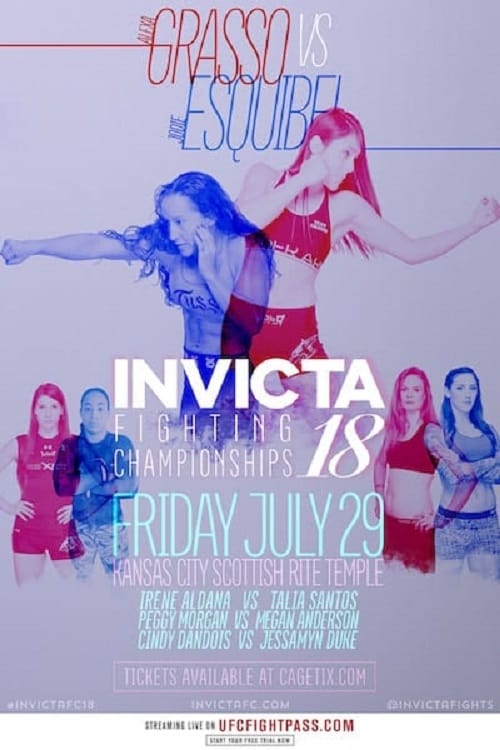 ALEXA
GRASSO VS
JODIE
ESQUIBEL
INVICTA
FIGHTING
CHAMPIONSHIPS 18
FRIDAY JULY 29
KANSAS CITY SCOTTISH RITE TEMPLE
IRENE ALDANA VS TALIA SANTOS
PEGGY MORGAN VS MEGAN ANDERSON
CINDY DANDOIS VS JESSAMYN DUKE
TICKETS AVAILABLE AT CAGETIX.COM
#INVICTAFC18 INVICTAFC.COM @INVICTAFIGHTS
STREAMING LIVE ON UFCFIGHTPASS.COM
START YOUR FREE TRIAL NOW